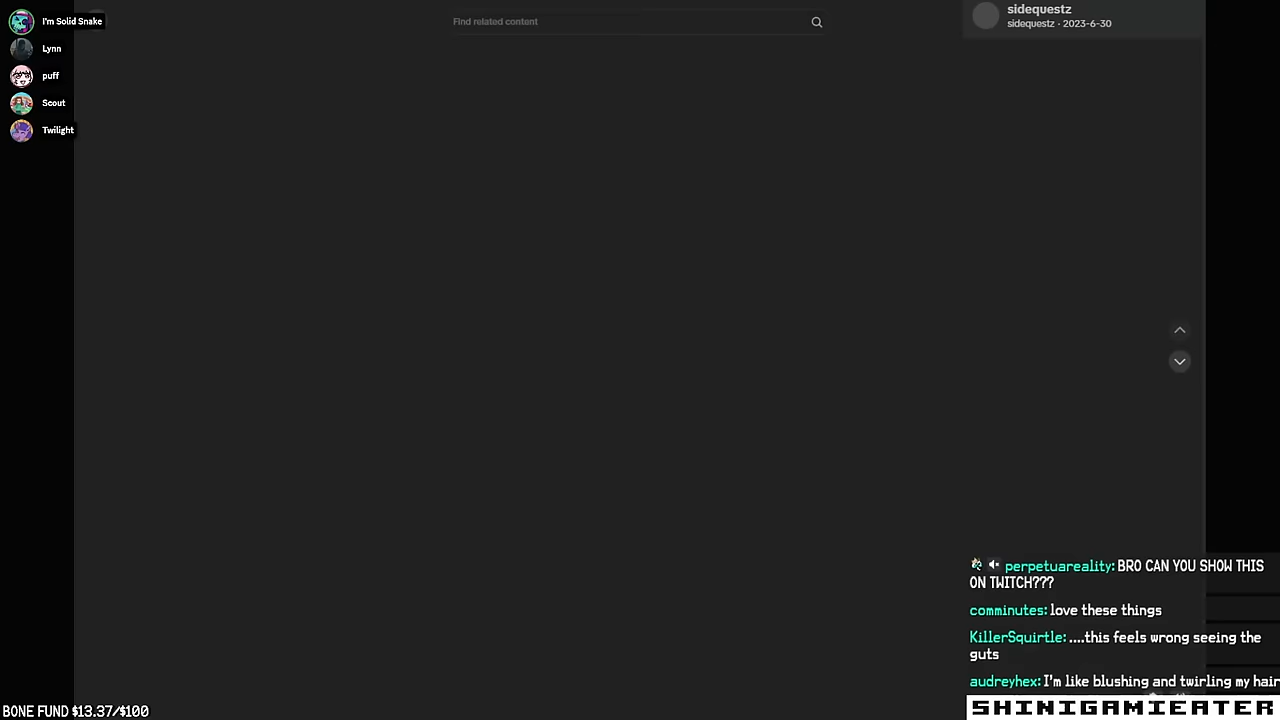 I'm Solid Snake
Lynn
puff
Scout
Twilight
Find related content
sidequestz
sidequestz · 2023-6-30
perpetuareality: BRO CAN YOU SHOW THIS
ON TWITCH???
comminutes: love these things
KillerSquirtle: ....this feels wrong seeing the
guts
audreyhex: I'm like blushing and twirling my hair
SHINIGAMIEATER
BONE FUND $13.37/$100